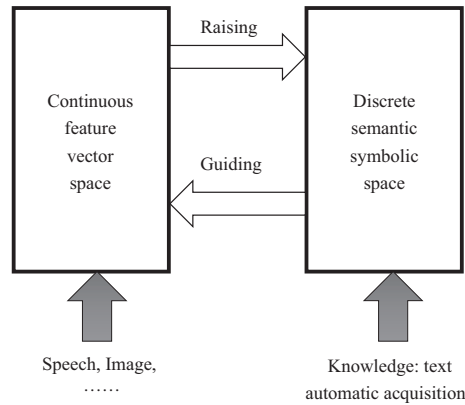 Raising
Continuous
feature
vector
space
Discrete
semantic
symbolic
space
Guiding
Speech, Image,
……
Knowledge: text
automatic acquisition